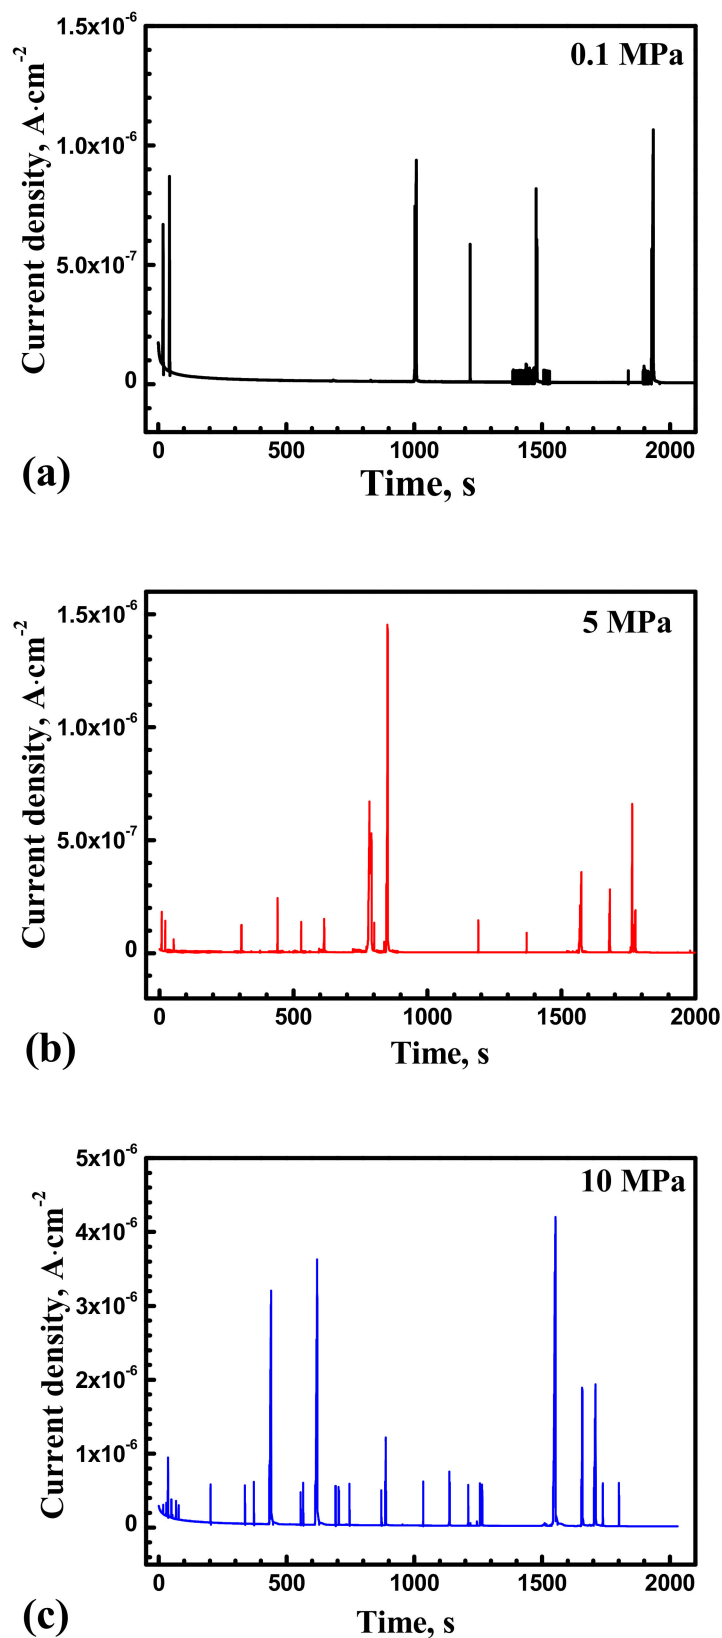 1.5x10-6
0.1 MPa
1.0x10-6
5.0x10-7
0
Current density, A·cm-2
0 500 1000 1500 2000
Time, s
(a)
1.5x10-6
5 MPa
1.0x10-6
5.0x10-7
0
Current density, A·cm-2
0 500 1000 1500 2000
Time, s
(b)
5x10-6
10 MPa
4x10-6
3x10-6
2x10-6
1x10-6
0
Current density, A·cm-2
0 500 1000 1500 2000
Time, s
(c)